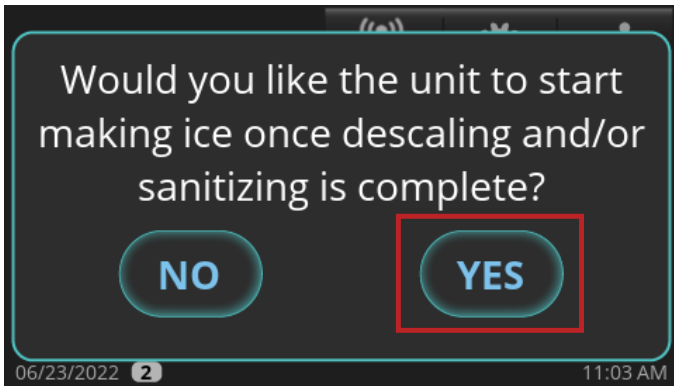 Would you like the unit to start
making ice once descaling and/or
sanitizing is complete?
NO YES
06/23/2022 2 11:03 AM